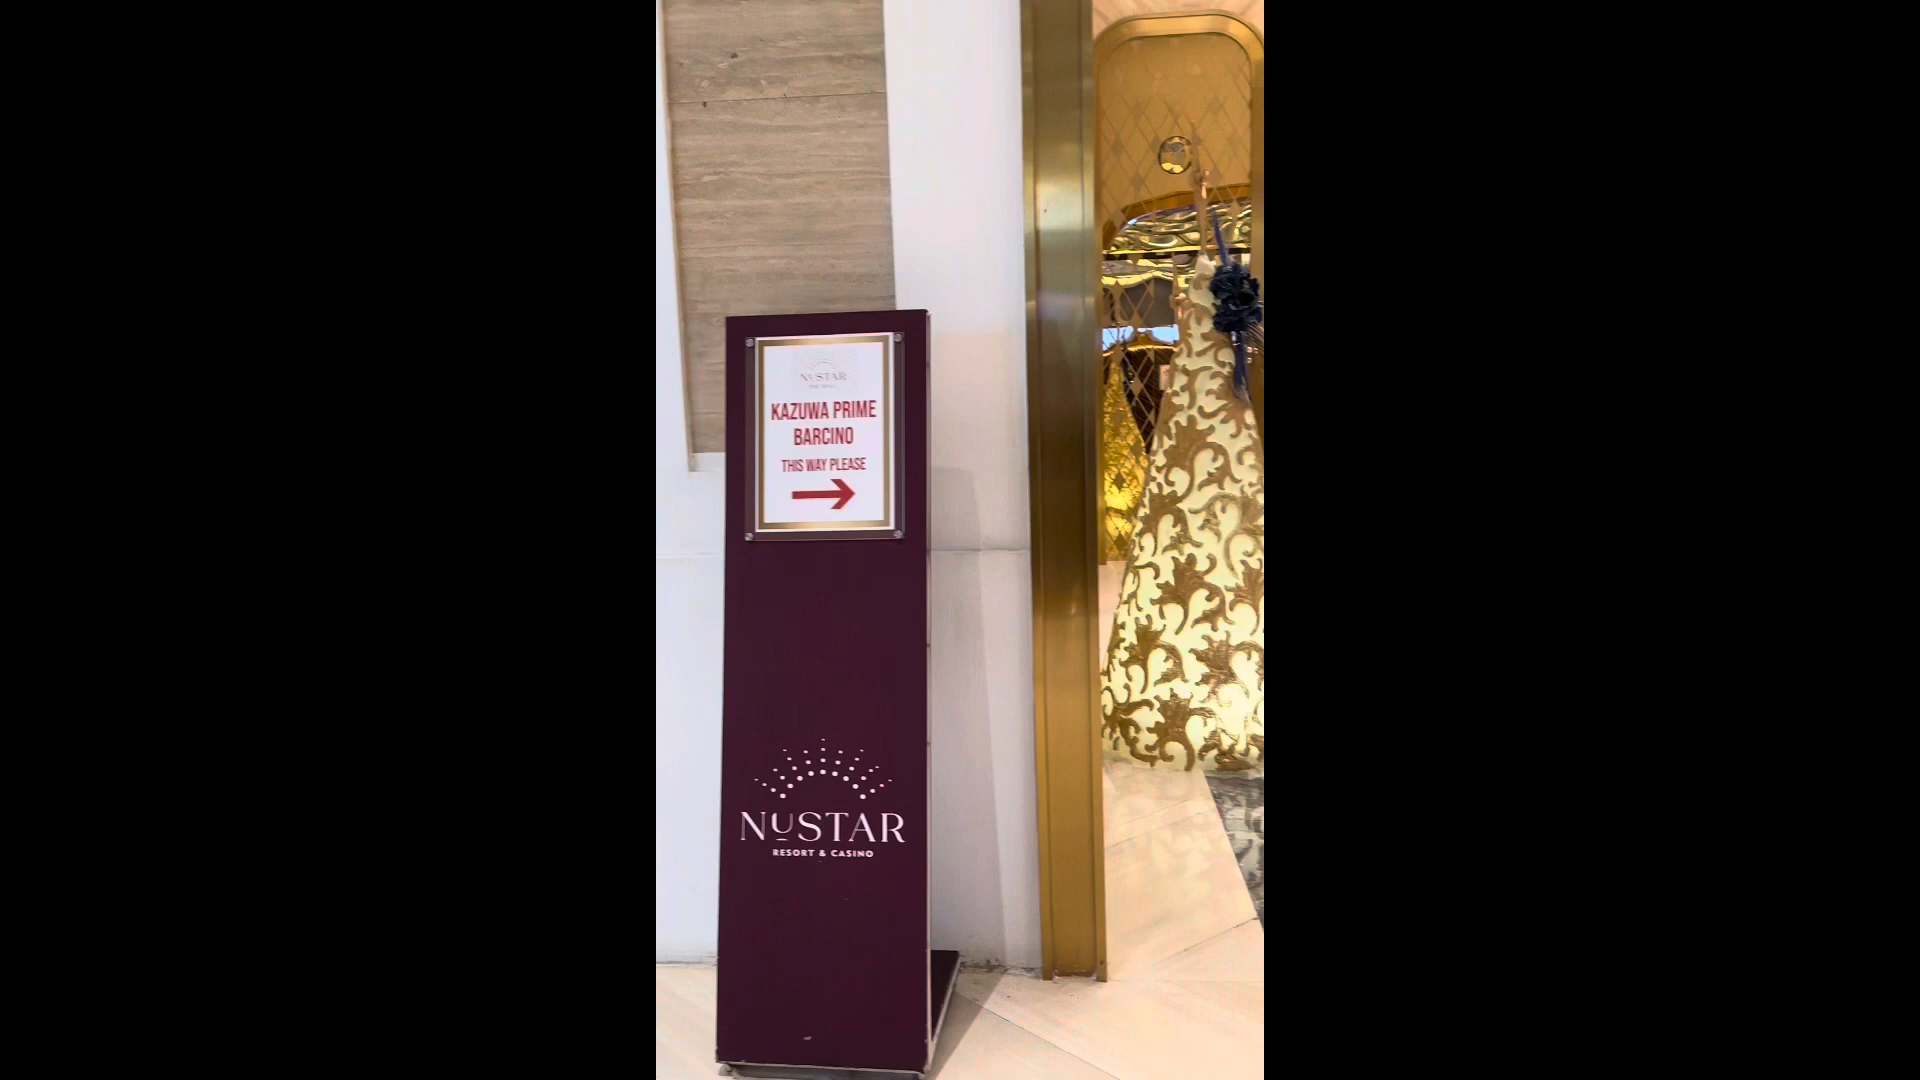 NUSTAR
KAZUWA PRIME
BARCINO
THIS WAY PLEASE
NUSTAR
RESORT & CASINO